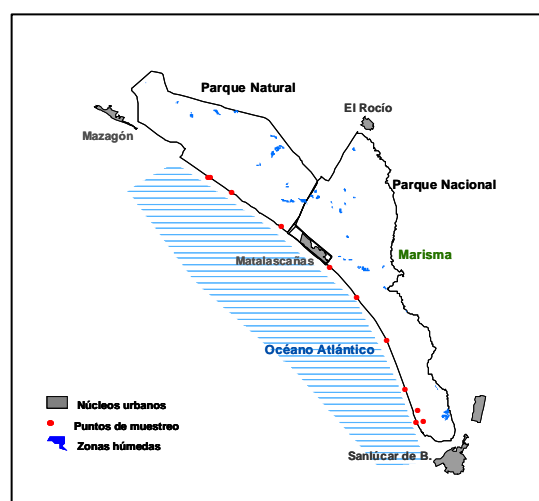 Parque Natural
El Rocío
Mazagón
Parque Nacional
Marisma
Matalascañas
Océano Atlántico
Núcleos urbanos
Puntos de muestreo
Zonas húmedas
Sanlúcar de B.